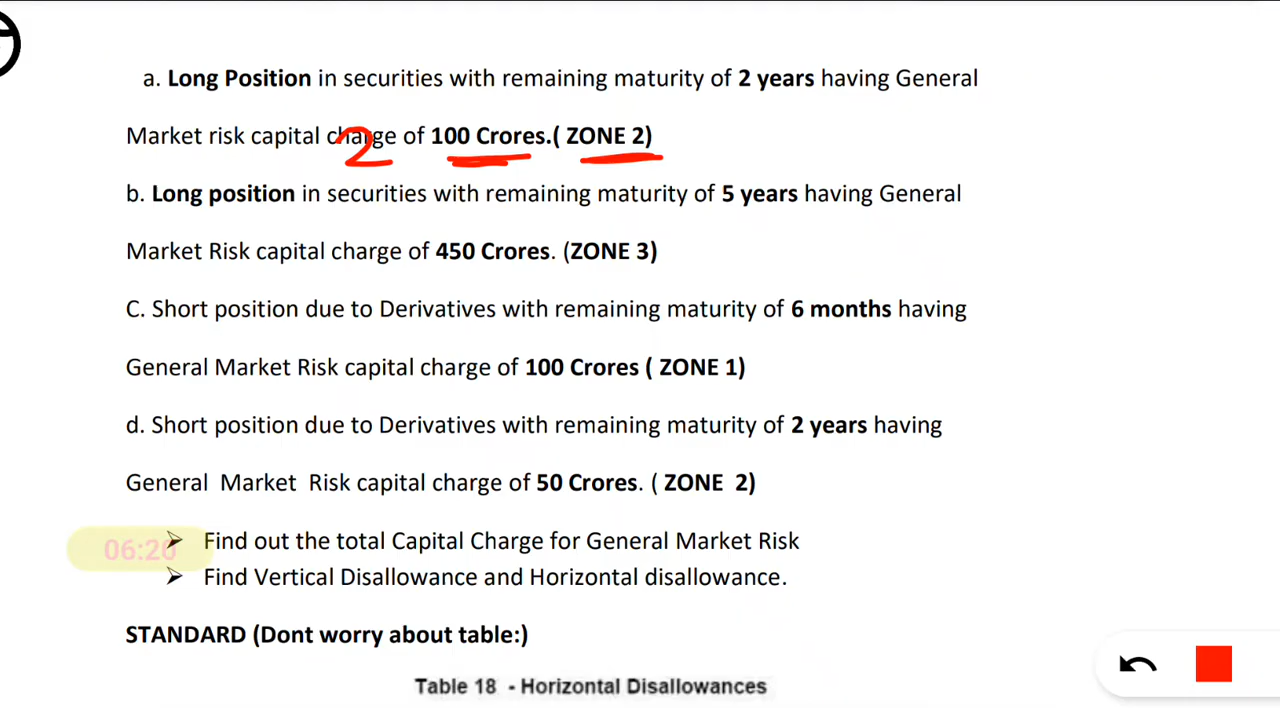 a. Long Position in securities with remaining maturity of 2 years having General
Market risk capital charge of 100 Crores.( ZONE 2)
2
b. Long position in securities with remaining maturity of 5 years having General
Market Risk capital charge of 450 Crores. (ZONE 3)
C. Short position due to Derivatives with remaining maturity of 6 months having
General Market Risk capital charge of 100 Crores ( ZONE 1)
d. Short position due to Derivatives with remaining maturity of 2 years having
General Market Risk capital charge of 50 Crores. ( ZONE 2)
06:20
➢ Find out the total Capital Charge for General Market Risk
➢ Find Vertical Disallowance and Horizontal disallowance.
STANDARD (Dont worry about table:)
Table 18 - Horizontal Disallowances